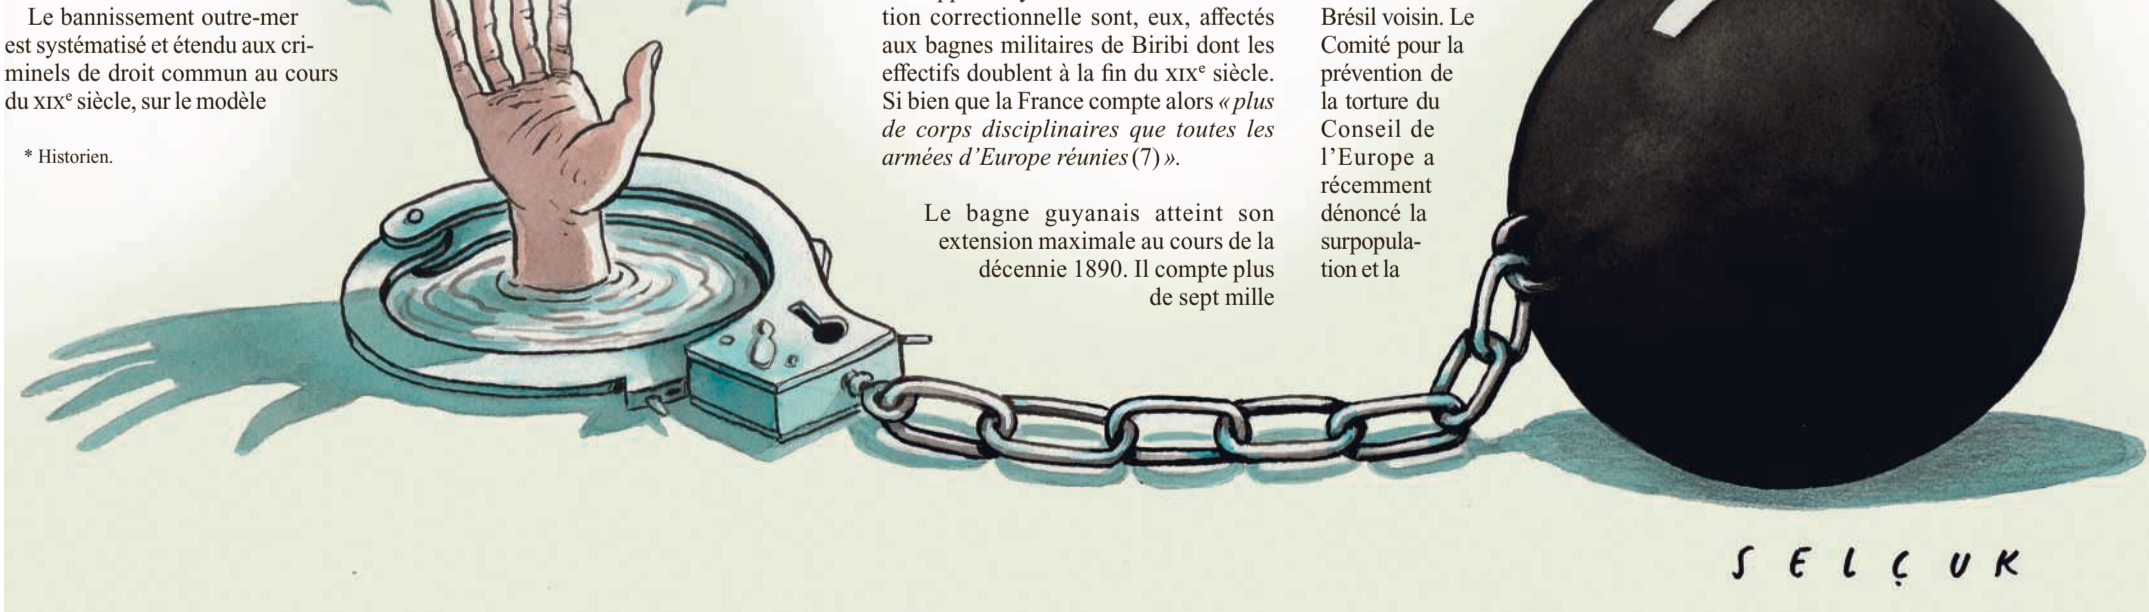 Le bannissement outre-mer
est systématisé et étendu aux cri-
minels de droit commun au cours
du XIXe siècle, sur le modèle
* Historien.
tion correctionnelle sont, eux, affectés
aux bagnes militaires de Biribi dont les
effectifs doublent à la fin du XIXe siècle.
Si bien que la France compte alors « plus
de corps disciplinaires que toutes les
armées d’Europe réunies (7) ».
Le bagne guyanais atteint son
extension maximale au cours de la
décennie 1890. Il compte plus
de sept mille
Brésil voisin. Le
Comité pour la
prévention de
la torture du
Conseil de
l’Europe a
récemment
dénoncé la
surpopula-
tion et la
SELÇUK